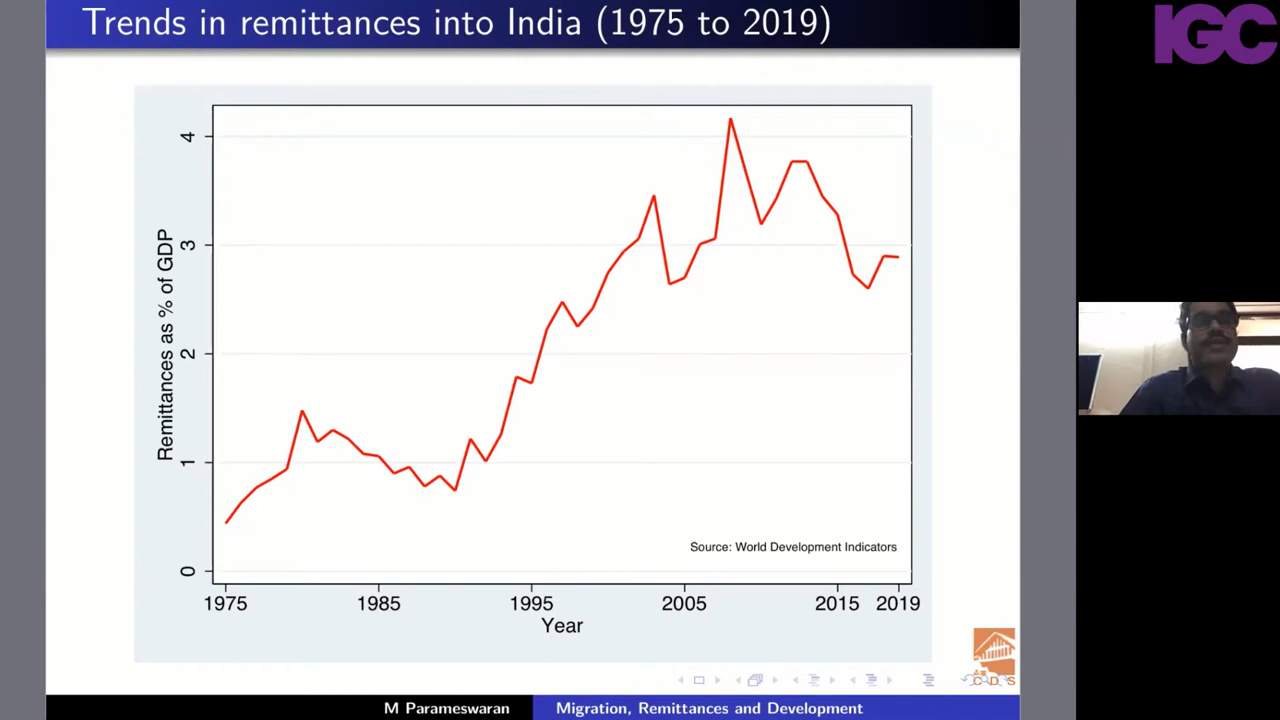 Trends in remittances into India (1975 to 2019)
IGC
Remittances as % of GDP
4
3
2
1
0
Source: World Development Indicators
1975 1985 1995 2005 2015 2019
Year
C D S
M Parameswaran Migration, Remittances and Development